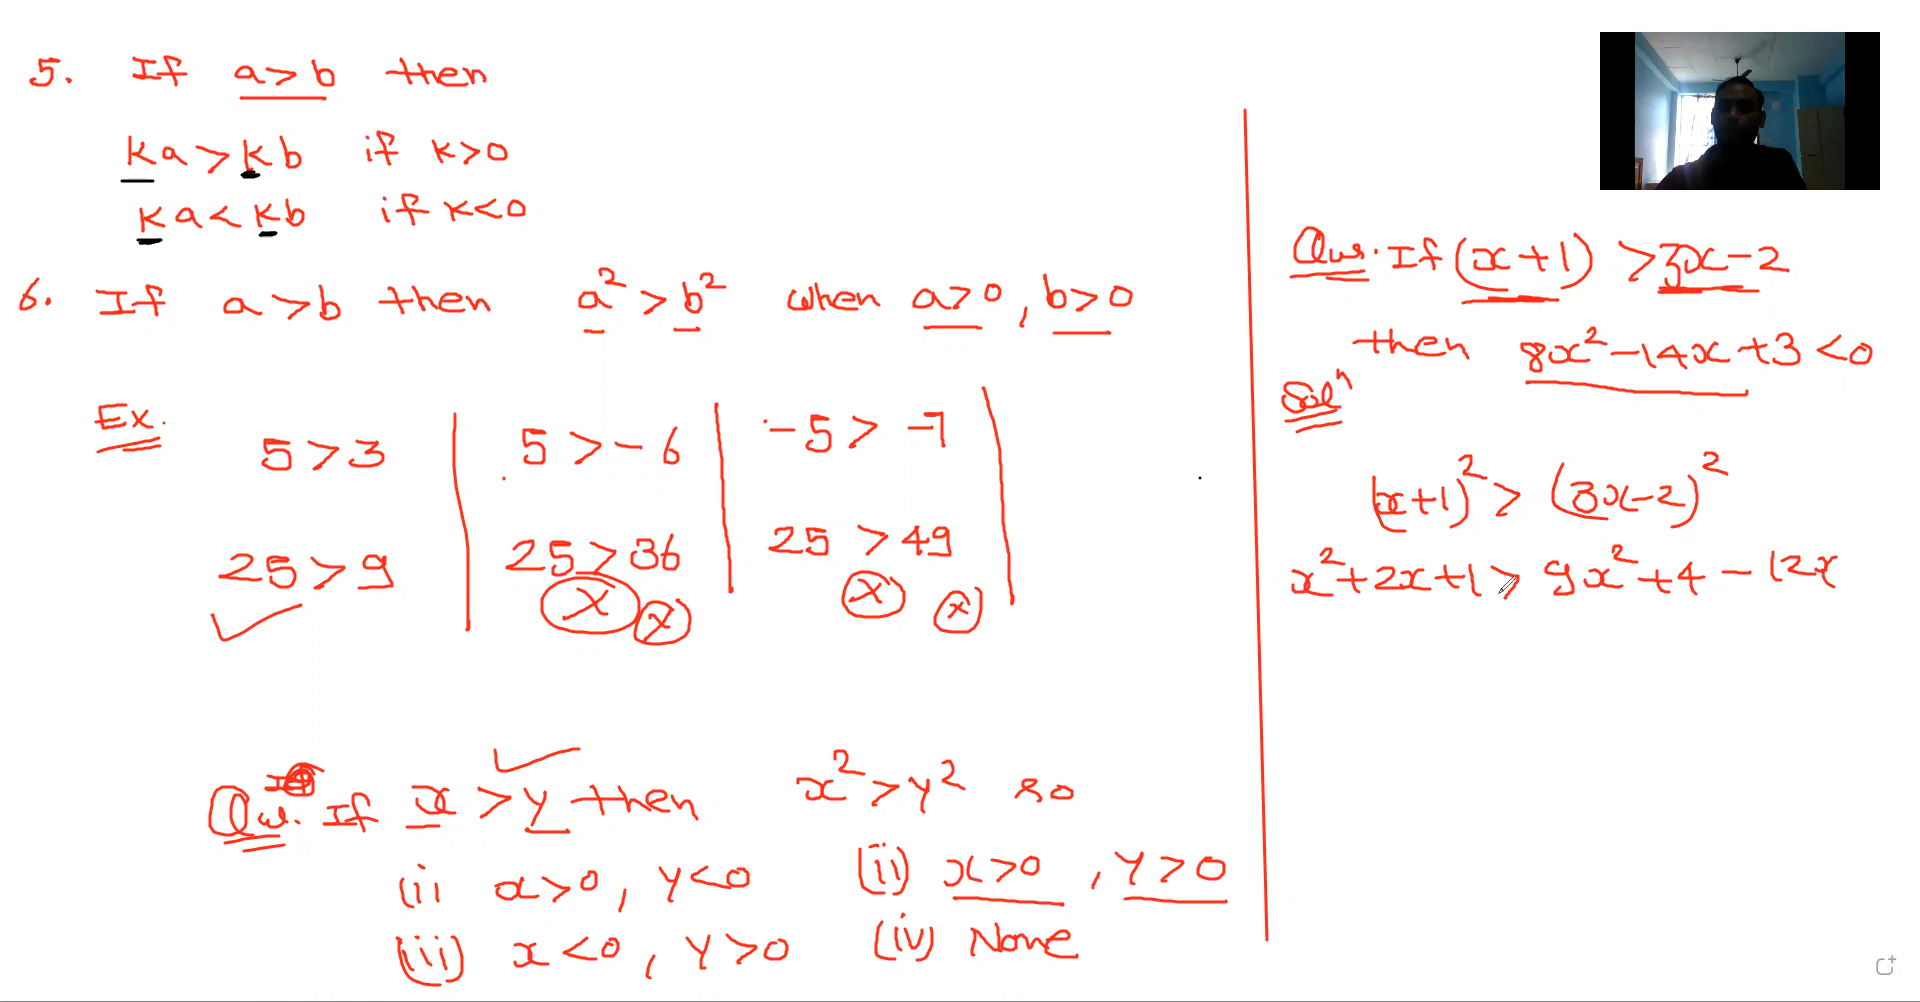 5. If a > b then
ka > kb if k > 0
ka < kb if k < 0
6. If a > b then a² > b² when a > 0, b > 0
Ex. 5 > 3 5 > -6 -5 > -7
25 > 9 25 > 36 25 > 49
x x x x
Qus. If x > y then x² > y² so
(i) x > 0, y < 0 (ii) x > 0, y > 0
(iii) x < 0, y > 0 (iv) None
Qus. If (x+1) > 3x-2
then 8x² - 14x + 3 < 0
Solⁿ
(x+1)² > (3x-2)²
x² + 2x + 1 > 9x² + 4 - 12x